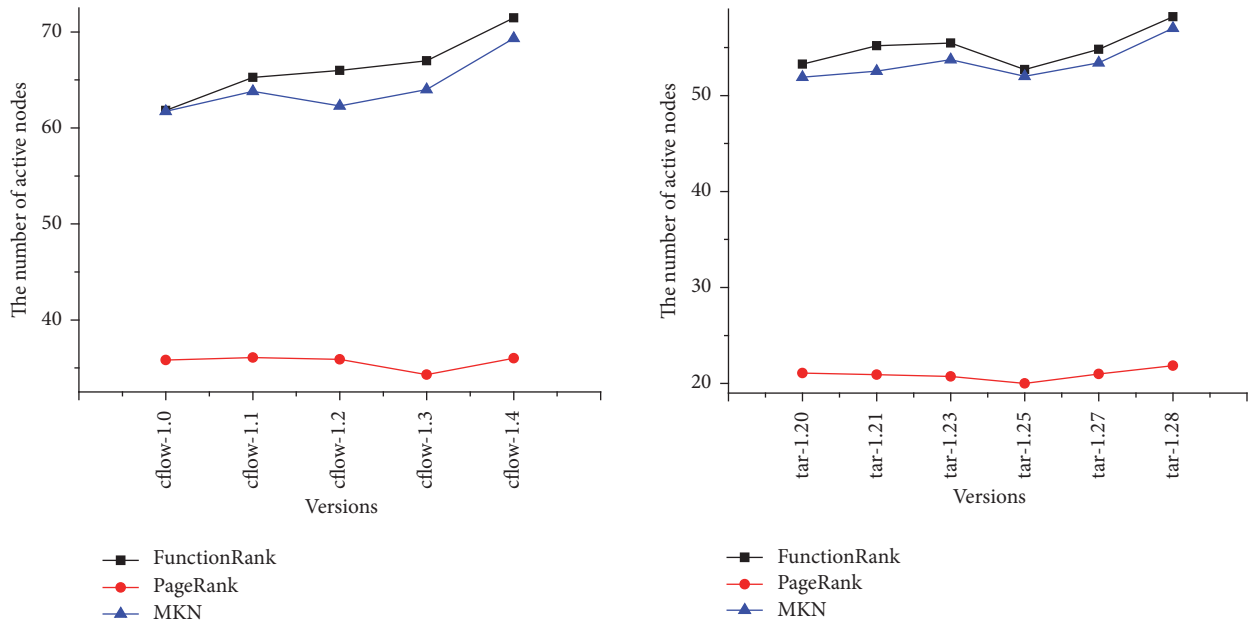 The number of active nodes
70
60
50
40
cflow-1.0
cflow-1.1
cflow-1.2
cflow-1.3
cflow-1.4
Versions
FunctionRank
PageRank
MKN
The number of active nodes
50
40
30
20
tar-1.20
tar-1.21
tar-1.23
tar-1.25
tar-1.27
tar-1.28
Versions
FunctionRank
PageRank
MKN